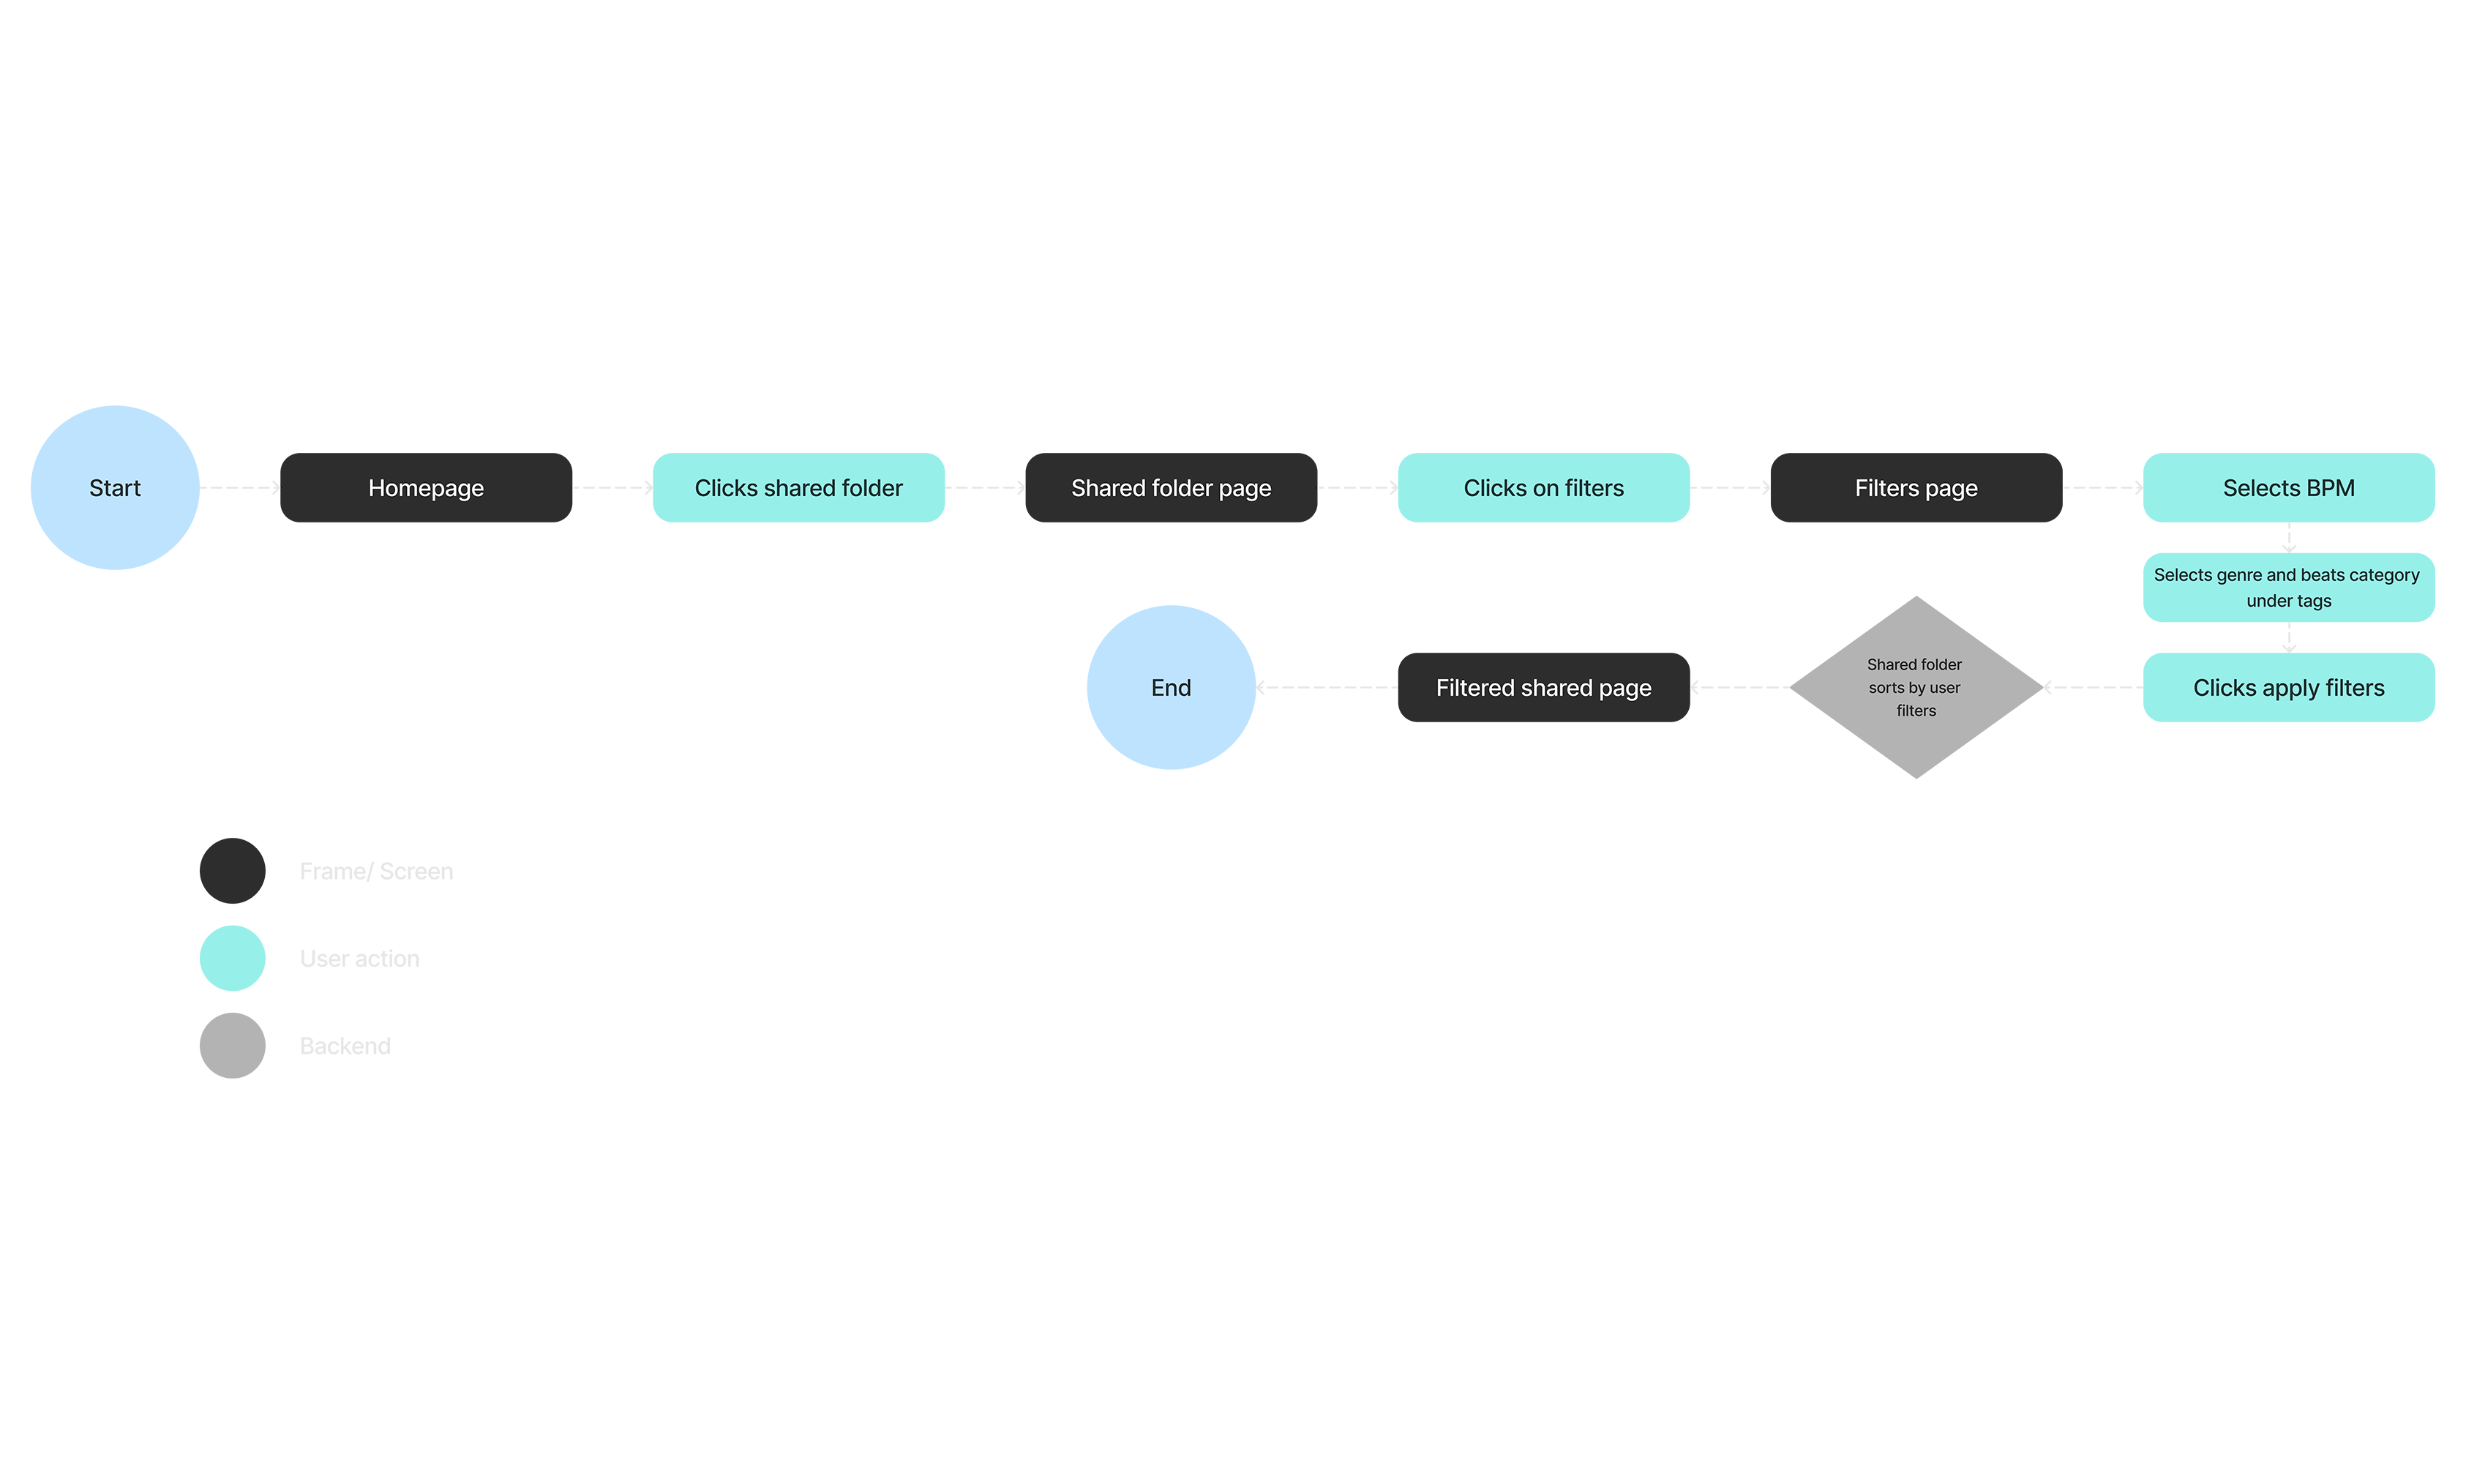 Start
Homepage
Clicks shared folder
Shared folder page
Clicks on filters
Filters page
Selects BPM
Selects genre and beats category
under tags
Clicks apply filters
Shared folder
sorts by user
filters
Filtered shared page
End
Frame/ Screen
User action
Backend